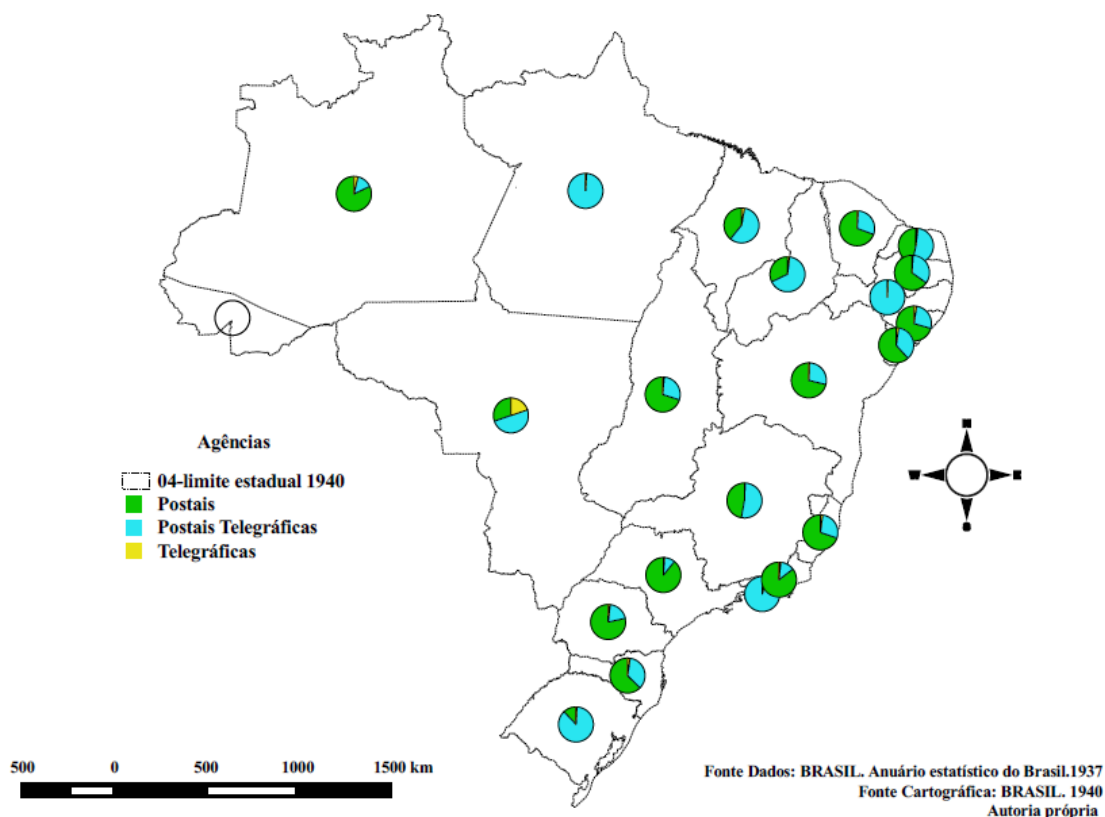 Agências
04-limite estadual 1940
Postais
Postais Telegráficas
Telegráficas
500 0 500 1000 1500 km
Fonte Dados: BRASIL. Anuário estatístico do Brasil.1937
Fonte Cartográfica: BRASIL. 1940
Autoria própria